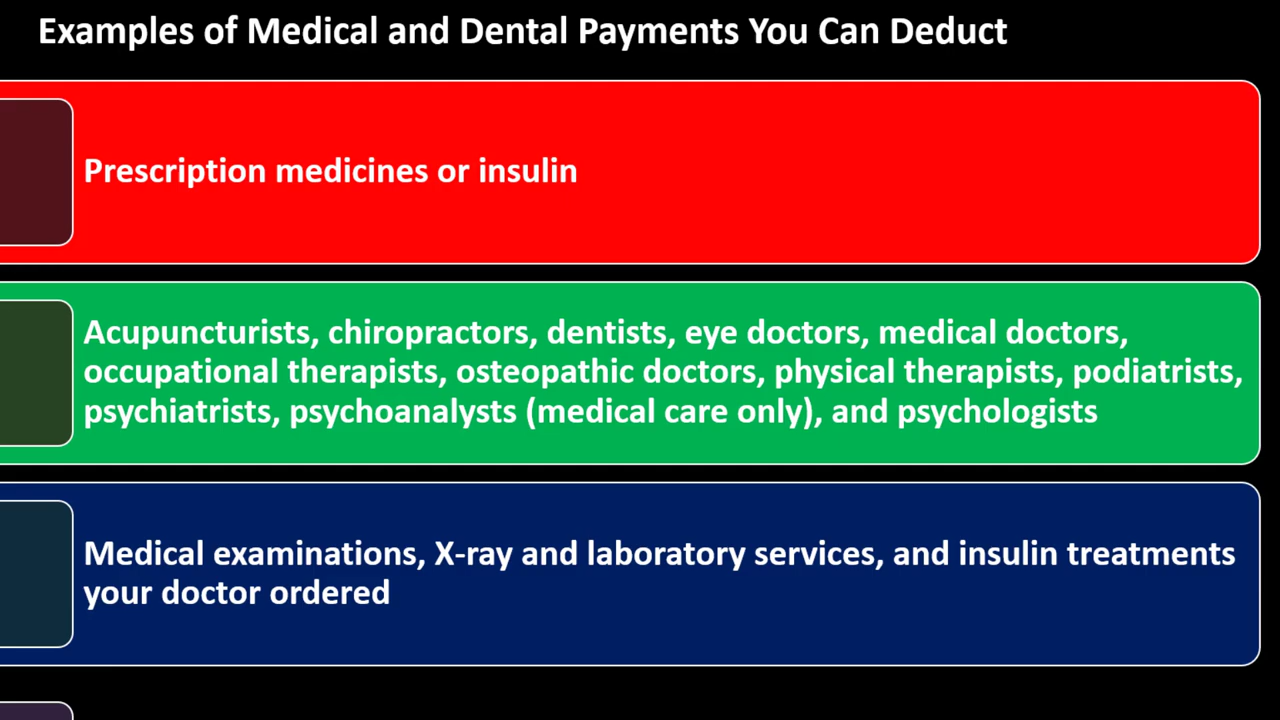 Examples of Medical and Dental Payments You Can Deduct
Prescription medicines or insulin
Acupuncturists, chiropractors, dentists, eye doctors, medical doctors,
occupational therapists, osteopathic doctors, physical therapists, podiatrists,
psychiatrists, psychoanalysts (medical care only), and psychologists
Medical examinations, X-ray and laboratory services, and insulin treatments
your doctor ordered